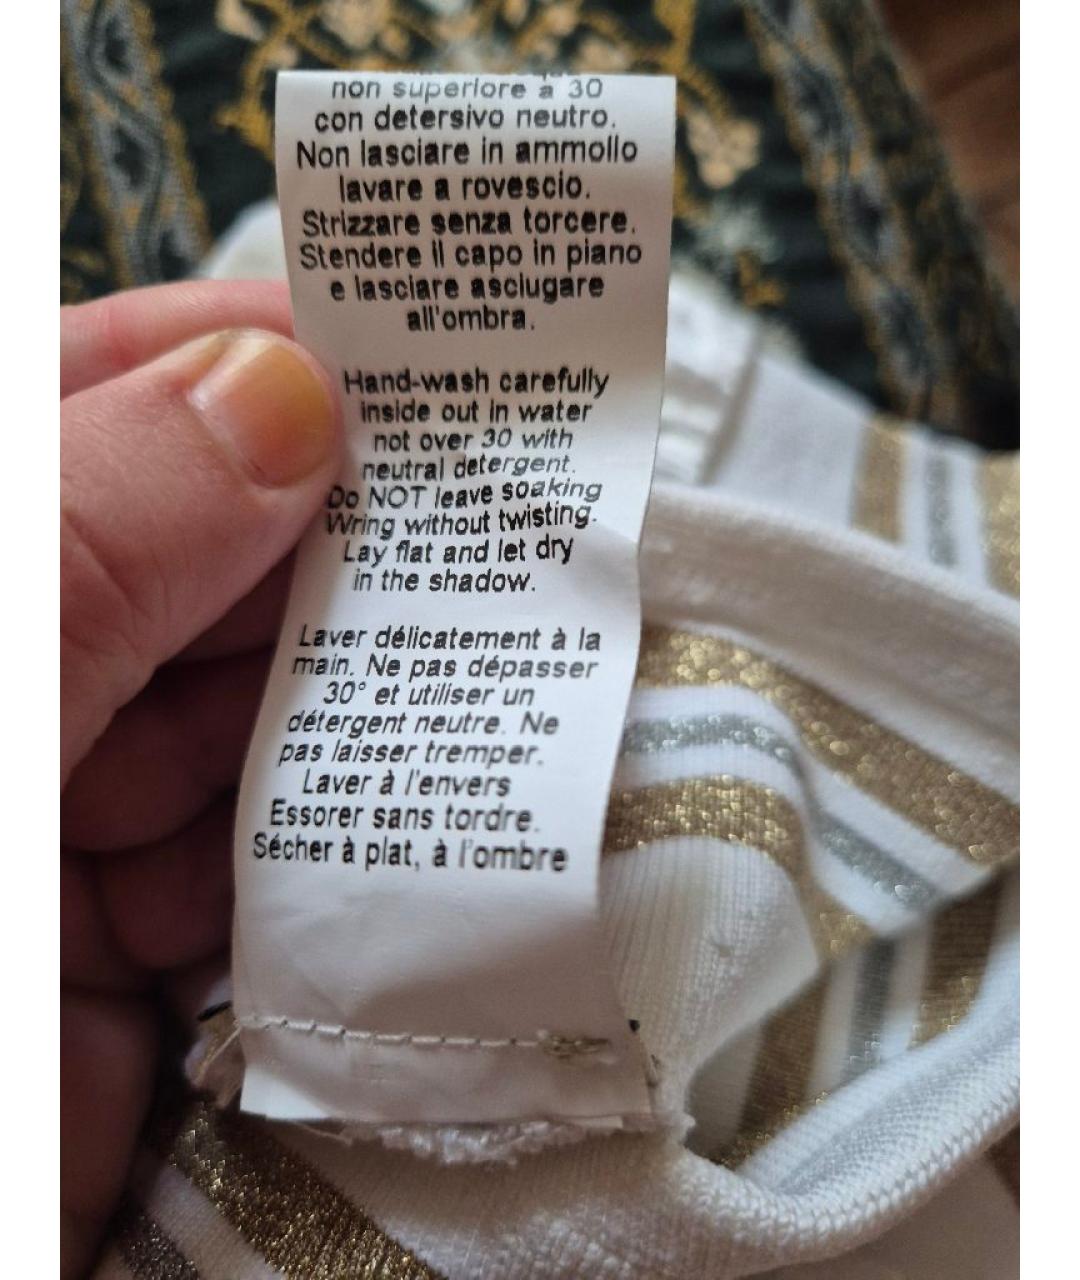 non superiore a 30
con detersivo neutro.
Non lasciare in ammollo
lavare a rovescio.
Strizzare senza torcere.
Stendere il capo in piano
e lasciare asciugare
all'ombra.
Hand-wash carefully
inside out in water
not over 30 with
neutral detergent.
Do NOT leave soaking
Wring without twisting.
Lay flat and let dry
in the shadow.
Laver délicatement à la
main. Ne pas dépasser
30° et utiliser un
détergent neutre. Ne
pas laisser tremper.
Laver à l'envers
Essorer sans tordre.
Sécher à plat, à l'ombre